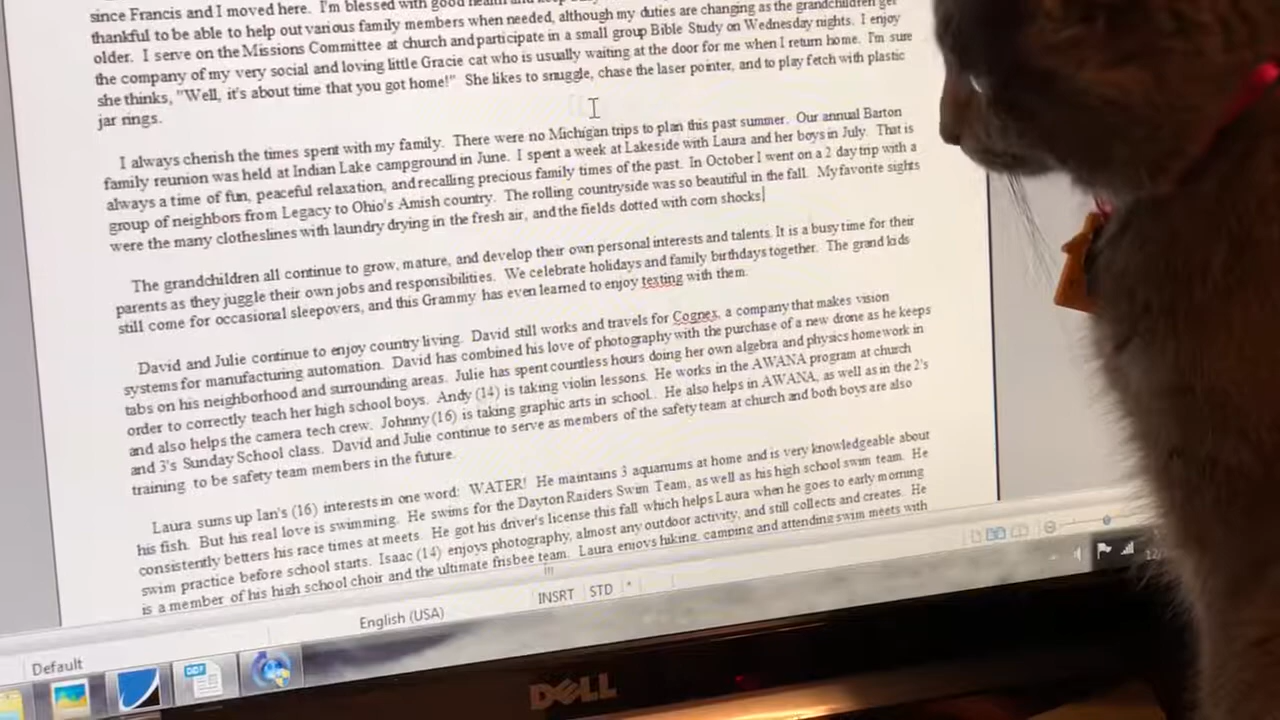 since Francis and I moved here. I'm blessed with good health and keep
thankful to be able to help out various family members when needed, although my duties are changing as the grandchildren get
older. I serve on the Missions Committee at church and participate in a small group Bible Study on Wednesday nights. I enjoy
the company of my very social and loving little Gracie cat who is usually waiting at the door for me when I return home. I'm sure
she thinks, "Well, it's about time that you got home!" She likes to snuggle, chase the laser pointer, and to play fetch with plastic
jar rings.
I always cherish the times spent with my family. There were no Michigan trips to plan this past summer. Our annual Barton
family reunion was held at Indian Lake campground in June. I spent a week at Lakeside with Laura and her boys in July. That is
always a time of fun, peaceful relaxation, and recalling precious family times of the past. In October I went on a 2 day trip with a
group of neighbors from Legacy to Ohio's Amish country. The rolling countryside was so beautiful in the fall. My favorite sights
were the many clotheslines with laundry drying in the fresh air, and the fields dotted with corn shocks
The grandchildren all continue to grow, mature, and develop their own personal interests and talents. It is a busy time for their
parents as they juggle their own jobs and responsibilities. We celebrate holidays and family birthdays together. The grand kids
still come for occasional sleepovers, and this Grammy has even learned to enjoy texting with them.
David and Julie continue to enjoy country living. David still works and travels for Cognex, a company that makes vision
systems for manufacturing automation. David has combined his love of photography with the purchase of a new drone as he keeps
tabs on his neighborhood and surrounding areas. Julie has spent countless hours doing her own algebra and physics homework in
order to correctly teach her high school boys. Andy (14) is taking violin lessons. He works in the AWANA program at church
and also helps the camera tech crew. Johnny (16) is taking graphic arts in school.. He also helps in AWANA, as well as in the 2's
and 3's Sunday School class. David and Julie continue to serve as members of the safety team at church and both boys are also
training to be safety team members in the future.
Laura sums up Ian's (16) interests in one word: WATER! He maintains 3 aquariums at home and is very knowledgeable about
his fish. But his real love is swimming. He swims for the Dayton Raiders Swim Team, as well as his high school swim team. He
consistently betters his race times at meets. He got his driver's license this fall which helps Laura when he goes to early morning
swim practice before school starts. Isaac (14) enjoys photography, almost any outdoor activity, and still collects and creates. He
is a member of his high school choir and the ultimate frisbee team. Laura enjoys hiking, camping and attending swim meets with
Default
English (USA)
INSRT
STD
*
DELL